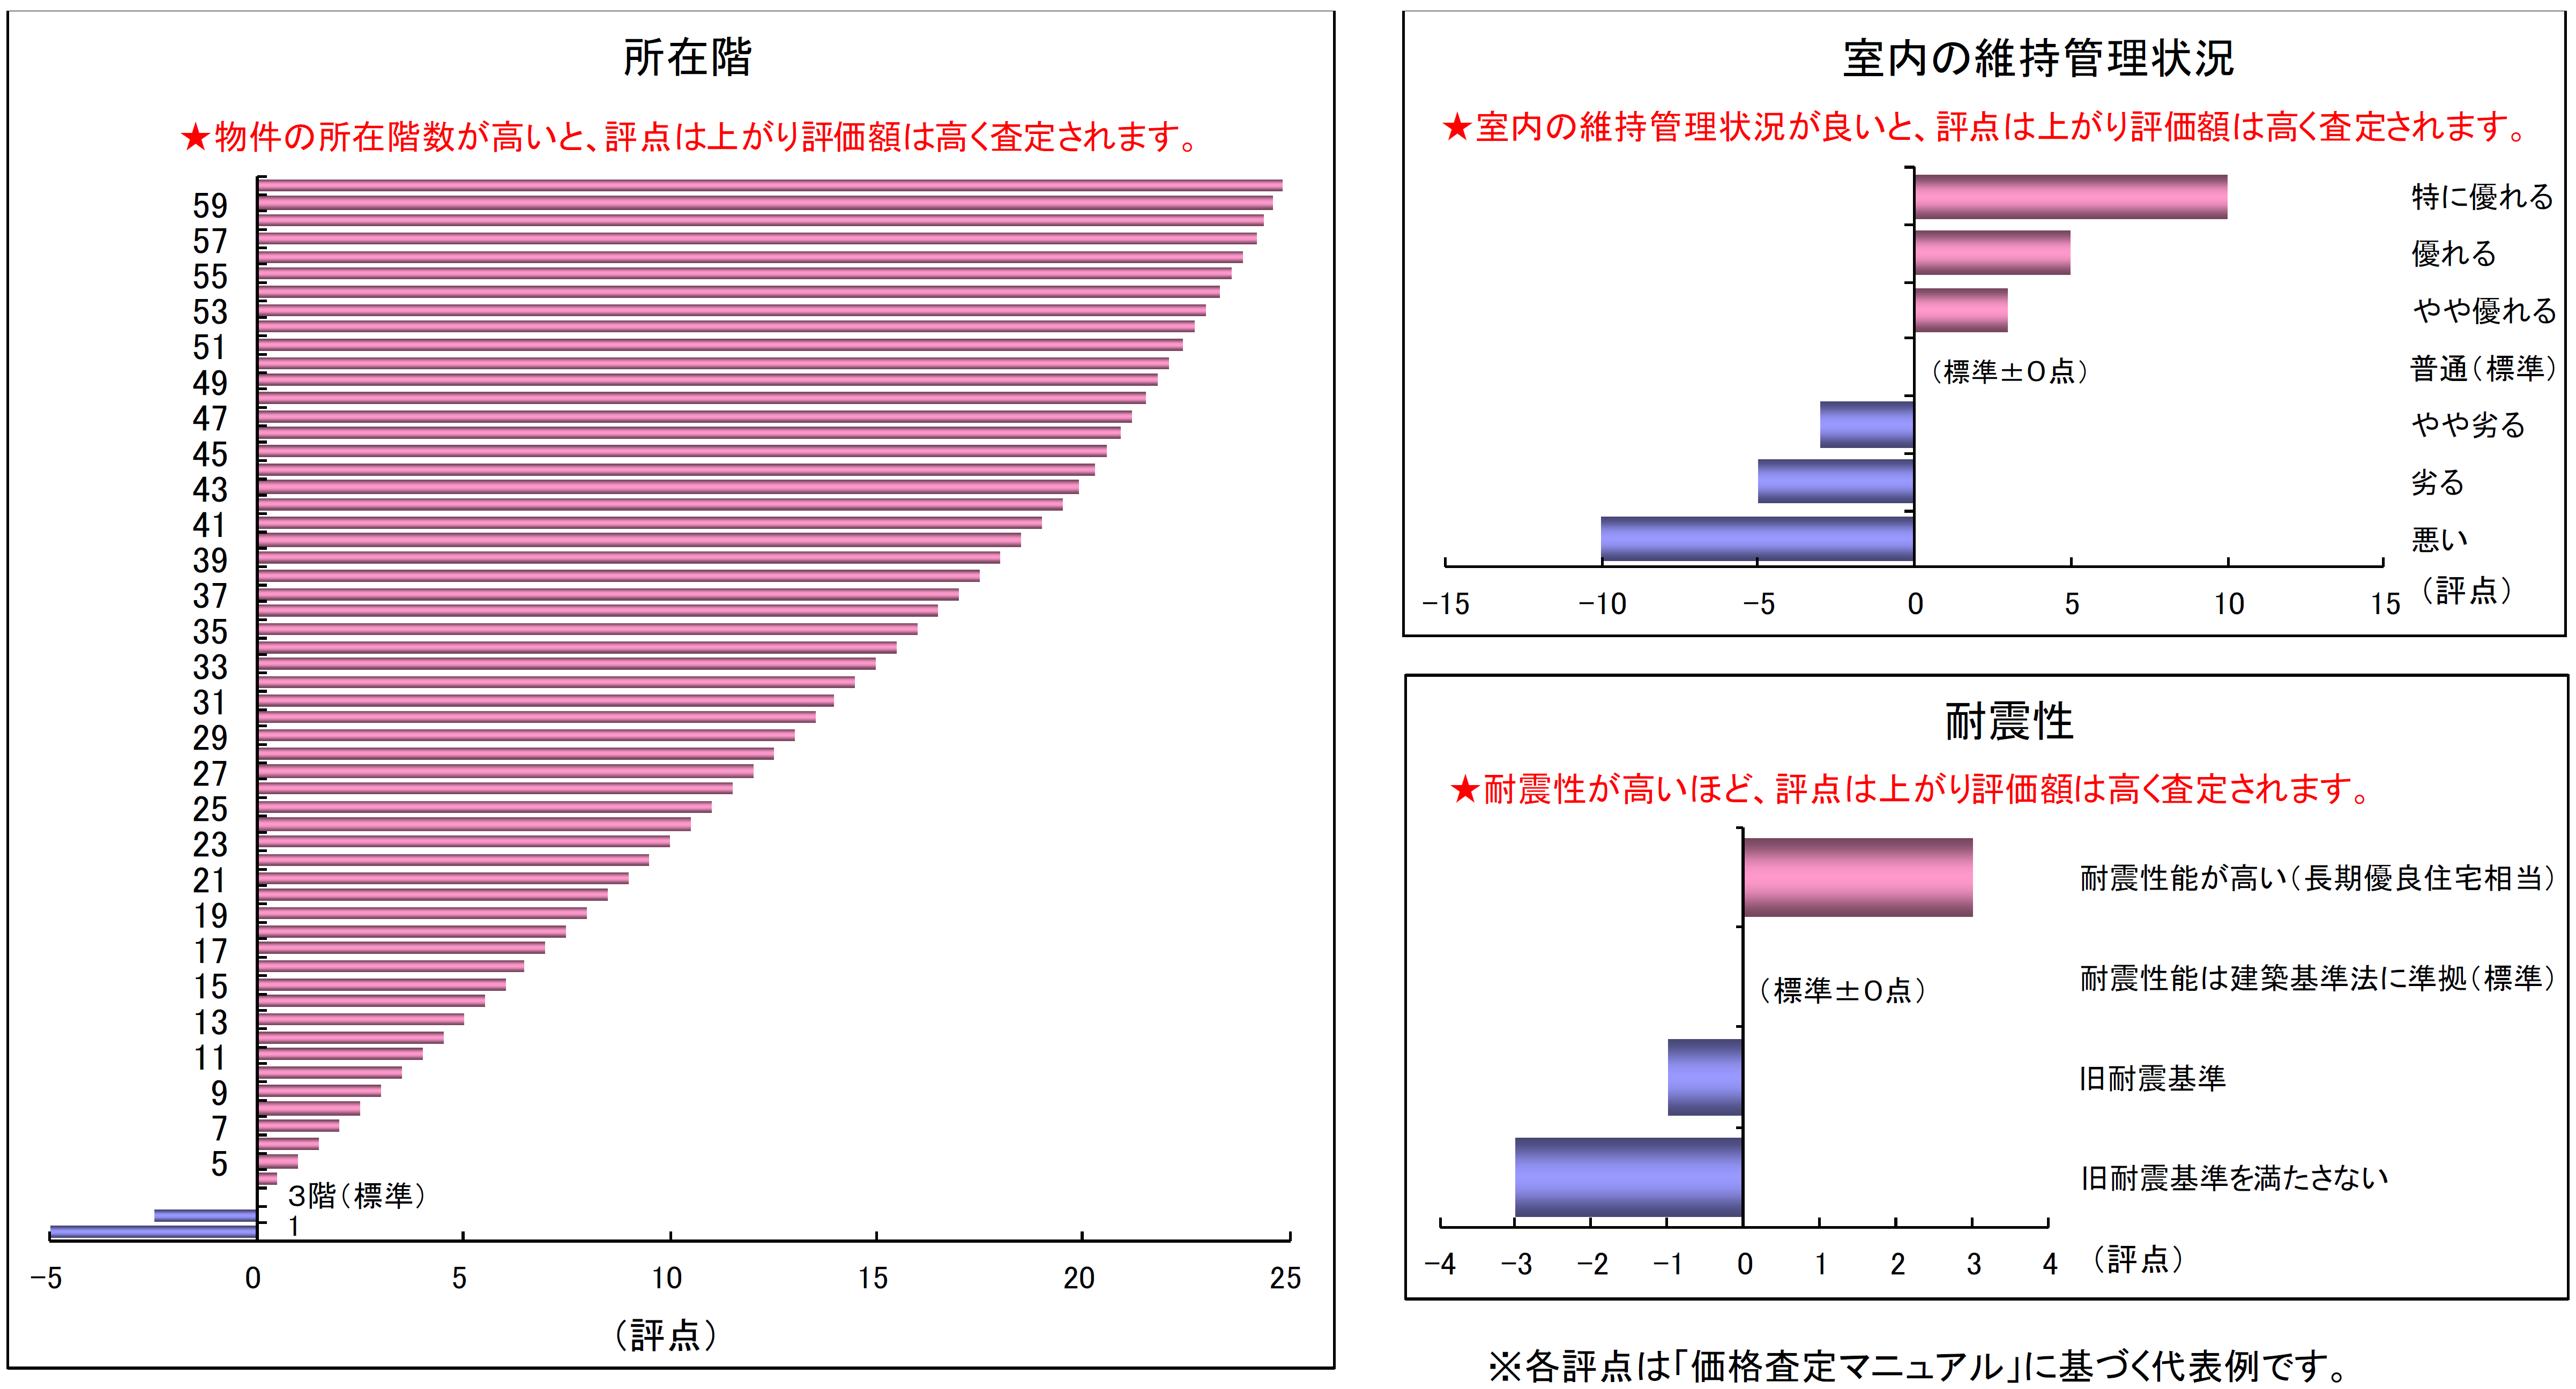 所在階
★物件の所在階数が高いと、評点は上がり評価額は高く査定されます。
59
57
55
53
51
49
47
45
43
41
39
37
35
33
31
29
27
25
23
21
19
17
15
13
11
9
7
5
3階(標準)
1
-5 0 5 10 15 20 25
(評点)
室内の維持管理状況
★室内の維持管理状況が良いと、評点は上がり評価額は高く査定されます。
特に優れる
優れる
やや優れる
(標準±0点) 普通(標準)
やや劣る
劣る
悪い
-15 -10 -5 0 5 10 15 (評点)
耐震性
★耐震性が高いほど、評点は上がり評価額は高く査定されます。
耐震性能が高い(長期優良住宅相当)
(標準±0点) 耐震性能は建築基準法に準拠(標準)
旧耐震基準
旧耐震基準を満たさない
-4 -3 -2 -1 0 1 2 3 4 (評点)
※各評点は「価格査定マニュアル」に基づく代表例です。